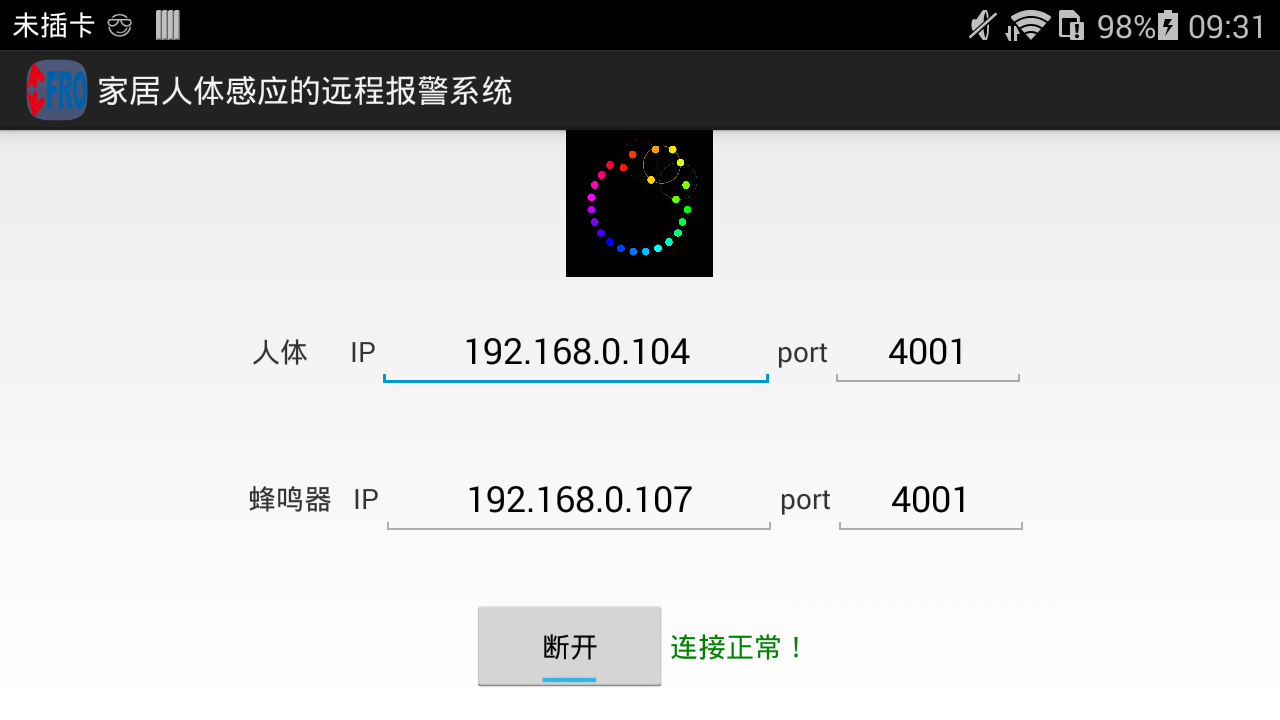 未插卡 98% 09:31
FRO 家居人体感应的远程报警系统
人体 IP 192.168.0.104 port 4001
蜂鸣器 IP 192.168.0.107 port 4001
断开 连接正常！